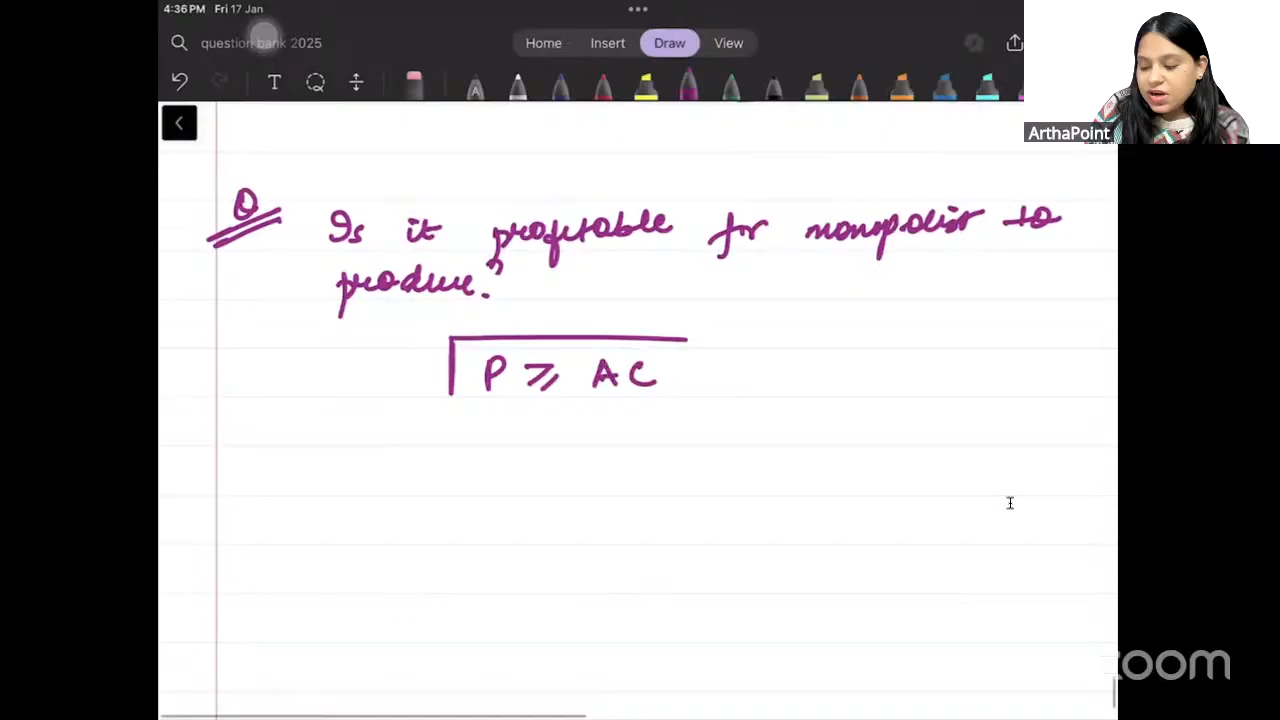 4:36 PM Fri 17 Jan
question bank 2025
Home Insert Draw View
T
A
ArthaPoint
Q Is it profitable for monopolist to
produce?
P ⩾ AC
zoom